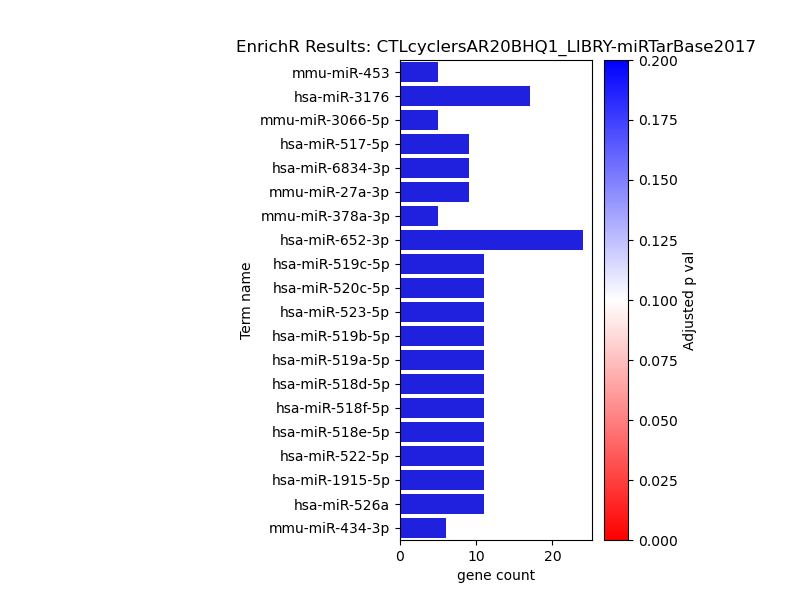 EnrichR Results: CTLcyclersAR20BHQ1_LIBRY-miRTarBase2017
mmu-miR-453
hsa-miR-3176
mmu-miR-3066-5p
hsa-miR-517-5p
hsa-miR-6834-3p
mmu-miR-27a-3p
mmu-miR-378a-3p
hsa-miR-652-3p
hsa-miR-519c-5p
hsa-miR-520c-5p
hsa-miR-523-5p
hsa-miR-519b-5p
hsa-miR-519a-5p
hsa-miR-518d-5p
hsa-miR-518f-5p
hsa-miR-518e-5p
hsa-miR-522-5p
hsa-miR-1915-5p
hsa-miR-526a
mmu-miR-434-3p
Term name
0 10 20
gene count
0.200
0.175
0.150
0.125
0.100
0.075
0.050
0.025
0.000
Adjusted p val